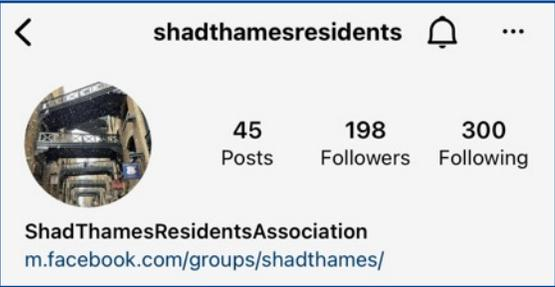 shadthamesresidents
45 198 300
Posts Followers Following
ShadThamesResidentsAssociation
m.facebook.com/groups/shadthames/